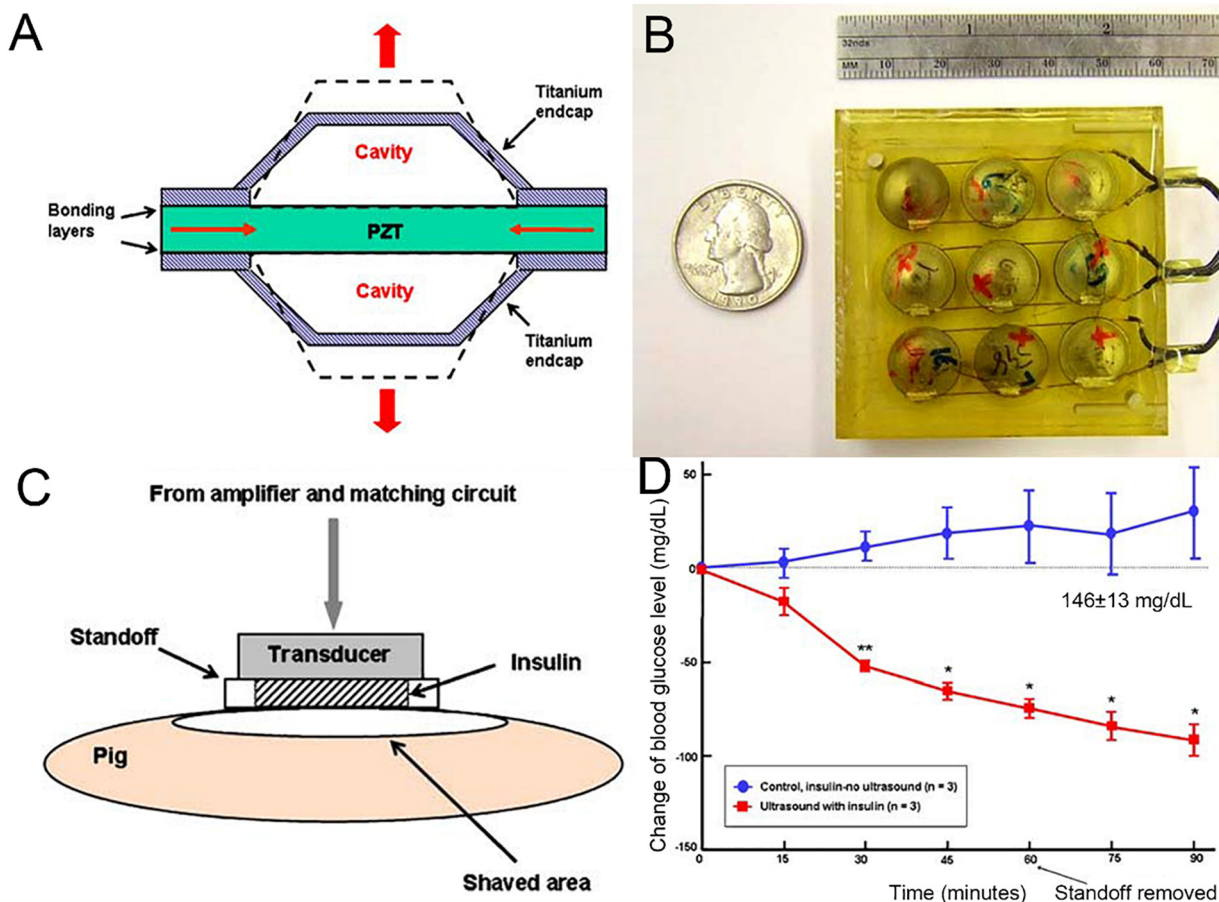 A
Titanium
endcap
Cavity
Bonding
layers
PZT
Cavity
Titanium
endcap
B
1
2
32nds
MM
10
20
30
40
50
60
70
LIBERTY
1990
C
From amplifier and matching circuit
Standoff
Transducer
Insulin
Pig
Shaved area
D
Change of blood glucose level (mg/dL)
50
0
-50
-100
-150
146±13 mg/dL
**
*
*
*
*
Control, insulin-no ultrasound (n = 3)
Ultrasound with insulin (n = 3)
0
15
30
45
60
75
90
Time (minutes)
Standoff removed